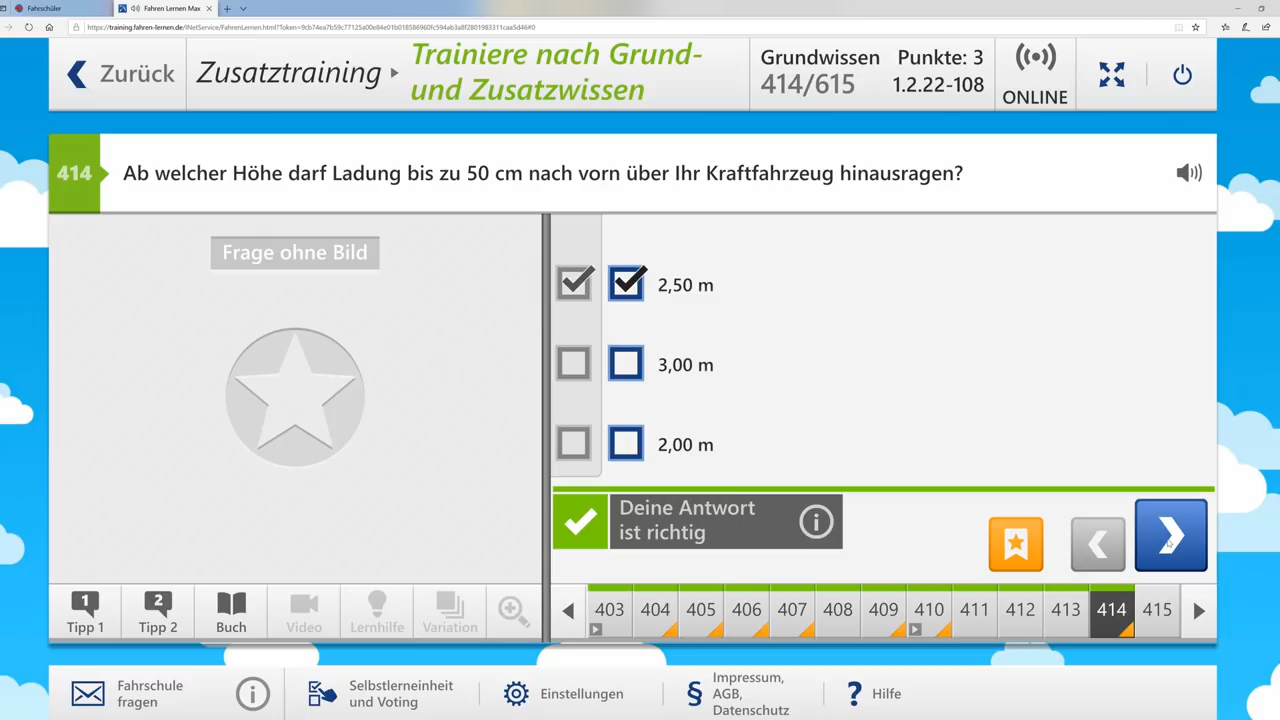 Fahrschüler
Fahren Lernen Max
https://training.fahren-lernen.de/INetService/FahrenLernen.html?Token=9cb74ea7b59c77125a00e84e01b018586960fc594ab3a8f2801983311caa5d46#0
Zurück
Zusatztraining
Trainiere nach Grund-
und Zusatzwissen
Grundwissen
414/615
Punkte: 3
1.2.22-108
ONLINE
414
Ab welcher Höhe darf Ladung bis zu 50 cm nach vorn über Ihr Kraftfahrzeug hinausragen?
Frage ohne Bild
2,50 m
3,00 m
2,00 m
Deine Antwort
ist richtig
1
Tipp 1
2
Tipp 2
Buch
Video
Lernhilfe
Variation
403 404 405 406 407 408 409 410 411 412 413 414 415
Fahrschule
fragen
Selbstlerneinheit
und Voting
Einstellungen
§
Impressum,
AGB,
Datenschutz
?
Hilfe